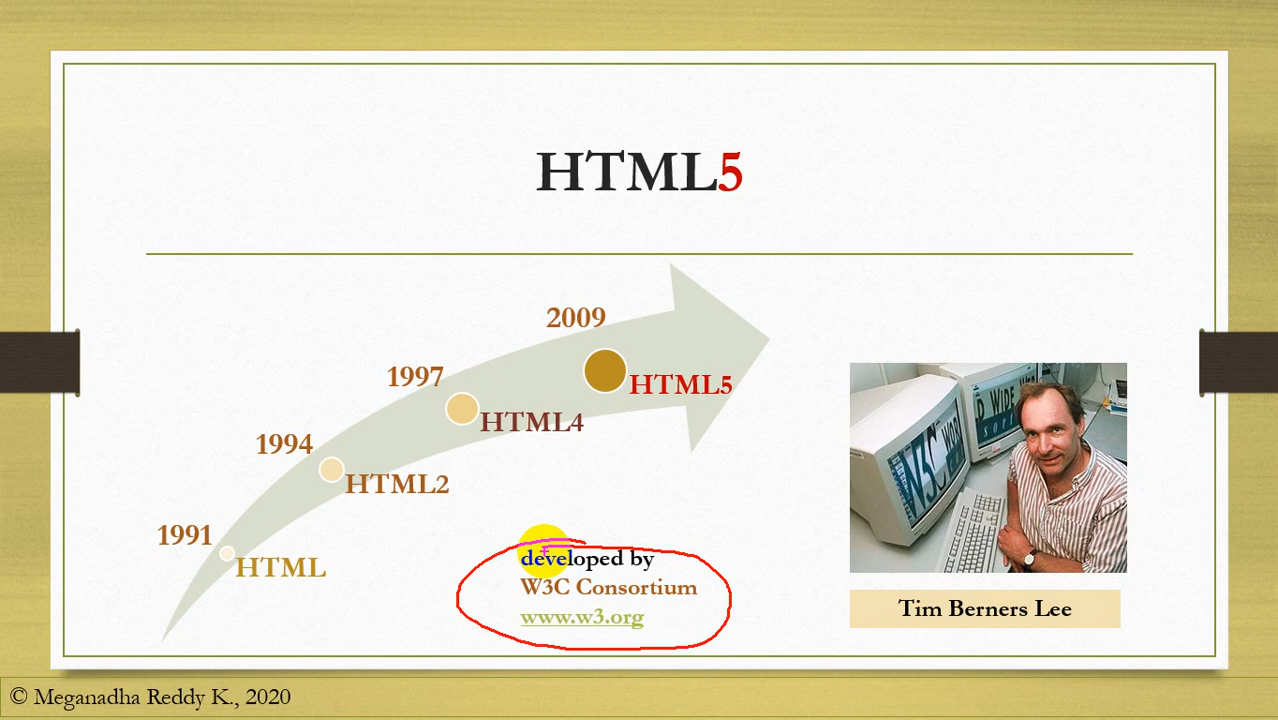 HTML5
2009
HTML5
1997
HTML4
1994
HTML2
1991
HTML
developed by
W3C Consortium
www.w3.org
Tim Berners Lee
© Meganadha Reddy K., 2020